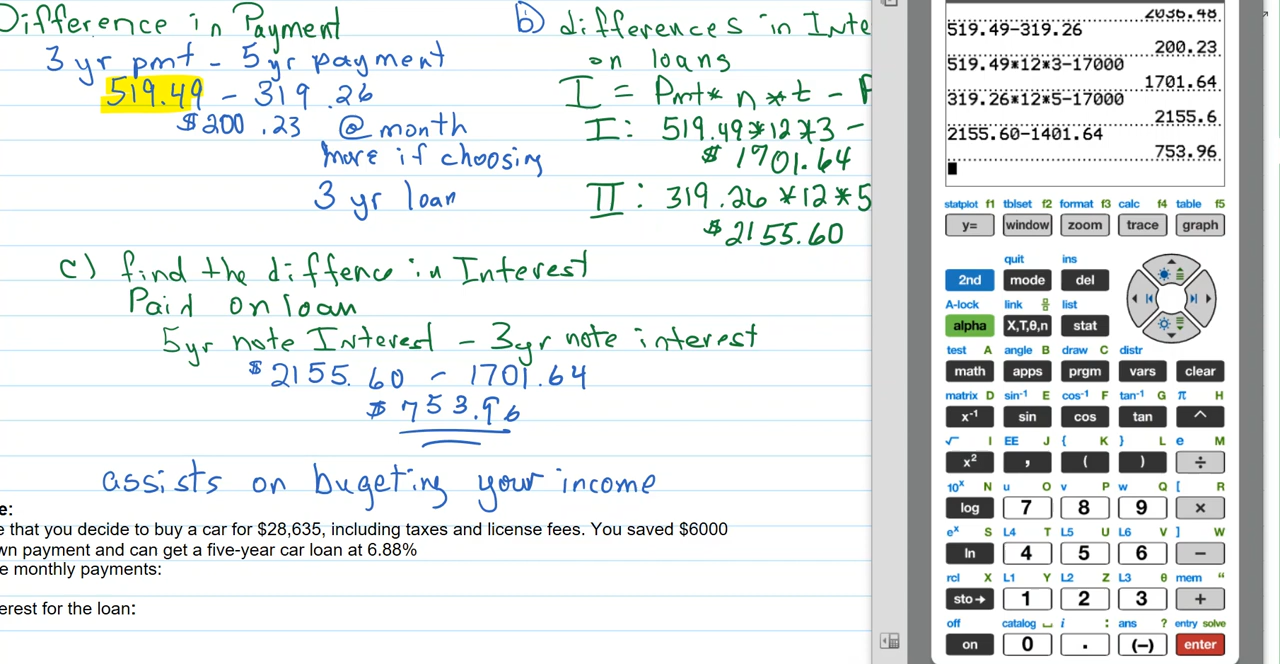 Difference in Payment
3 yr pmt - 5yr payment
519.49 - 319.26
$200.23 @ month
more if choosing
3 yr loan
b) differences in Inte
on loans
I = Pmt * n * t - P
I: 519.49*12*3 -
$ 1701.64
II: 319.26*12*5
$2155.60
c) find the diffence in Interest
Paid on loan
5yr note Interest - 3yr note interest
$2155.60 - 1701.64
$753.96
assists on bugeting your income
e:
e that you decide to buy a car for $28,635, including taxes and license fees. You saved $6000
wn payment and can get a five-year car loan at 6.88%
e monthly payments:
erest for the loan:
2036.48
519.49-319.26
200.23
519.49*12*3-17000
1701.64
319.26*12*5-17000
2155.6
2155.60-1401.64
753.96
statplot f1 tblset f2 format f3 calc f4 table f5
y= window zoom trace graph
quit ins
2nd mode del
A-lock link list
alpha X,T,θ,n stat
test A angle B draw C distr
math apps prgm vars clear
matrix D sin⁻¹ E cos⁻¹ F tan⁻¹ G π H
x⁻¹ sin cos tan ^
√ I EE J { K } L e M
x² , ( ) ÷
10ˣ N u O v P w Q [ R
log 7 8 9 ×
eˣ S L4 T L5 U L6 V ] W
ln 4 5 6 −
rcl X L1 Y L2 Z L3 θ mem "
sto→ 1 2 3 +
off catalog ⎵ i : ans ? entry solve
on 0 . (−) enter